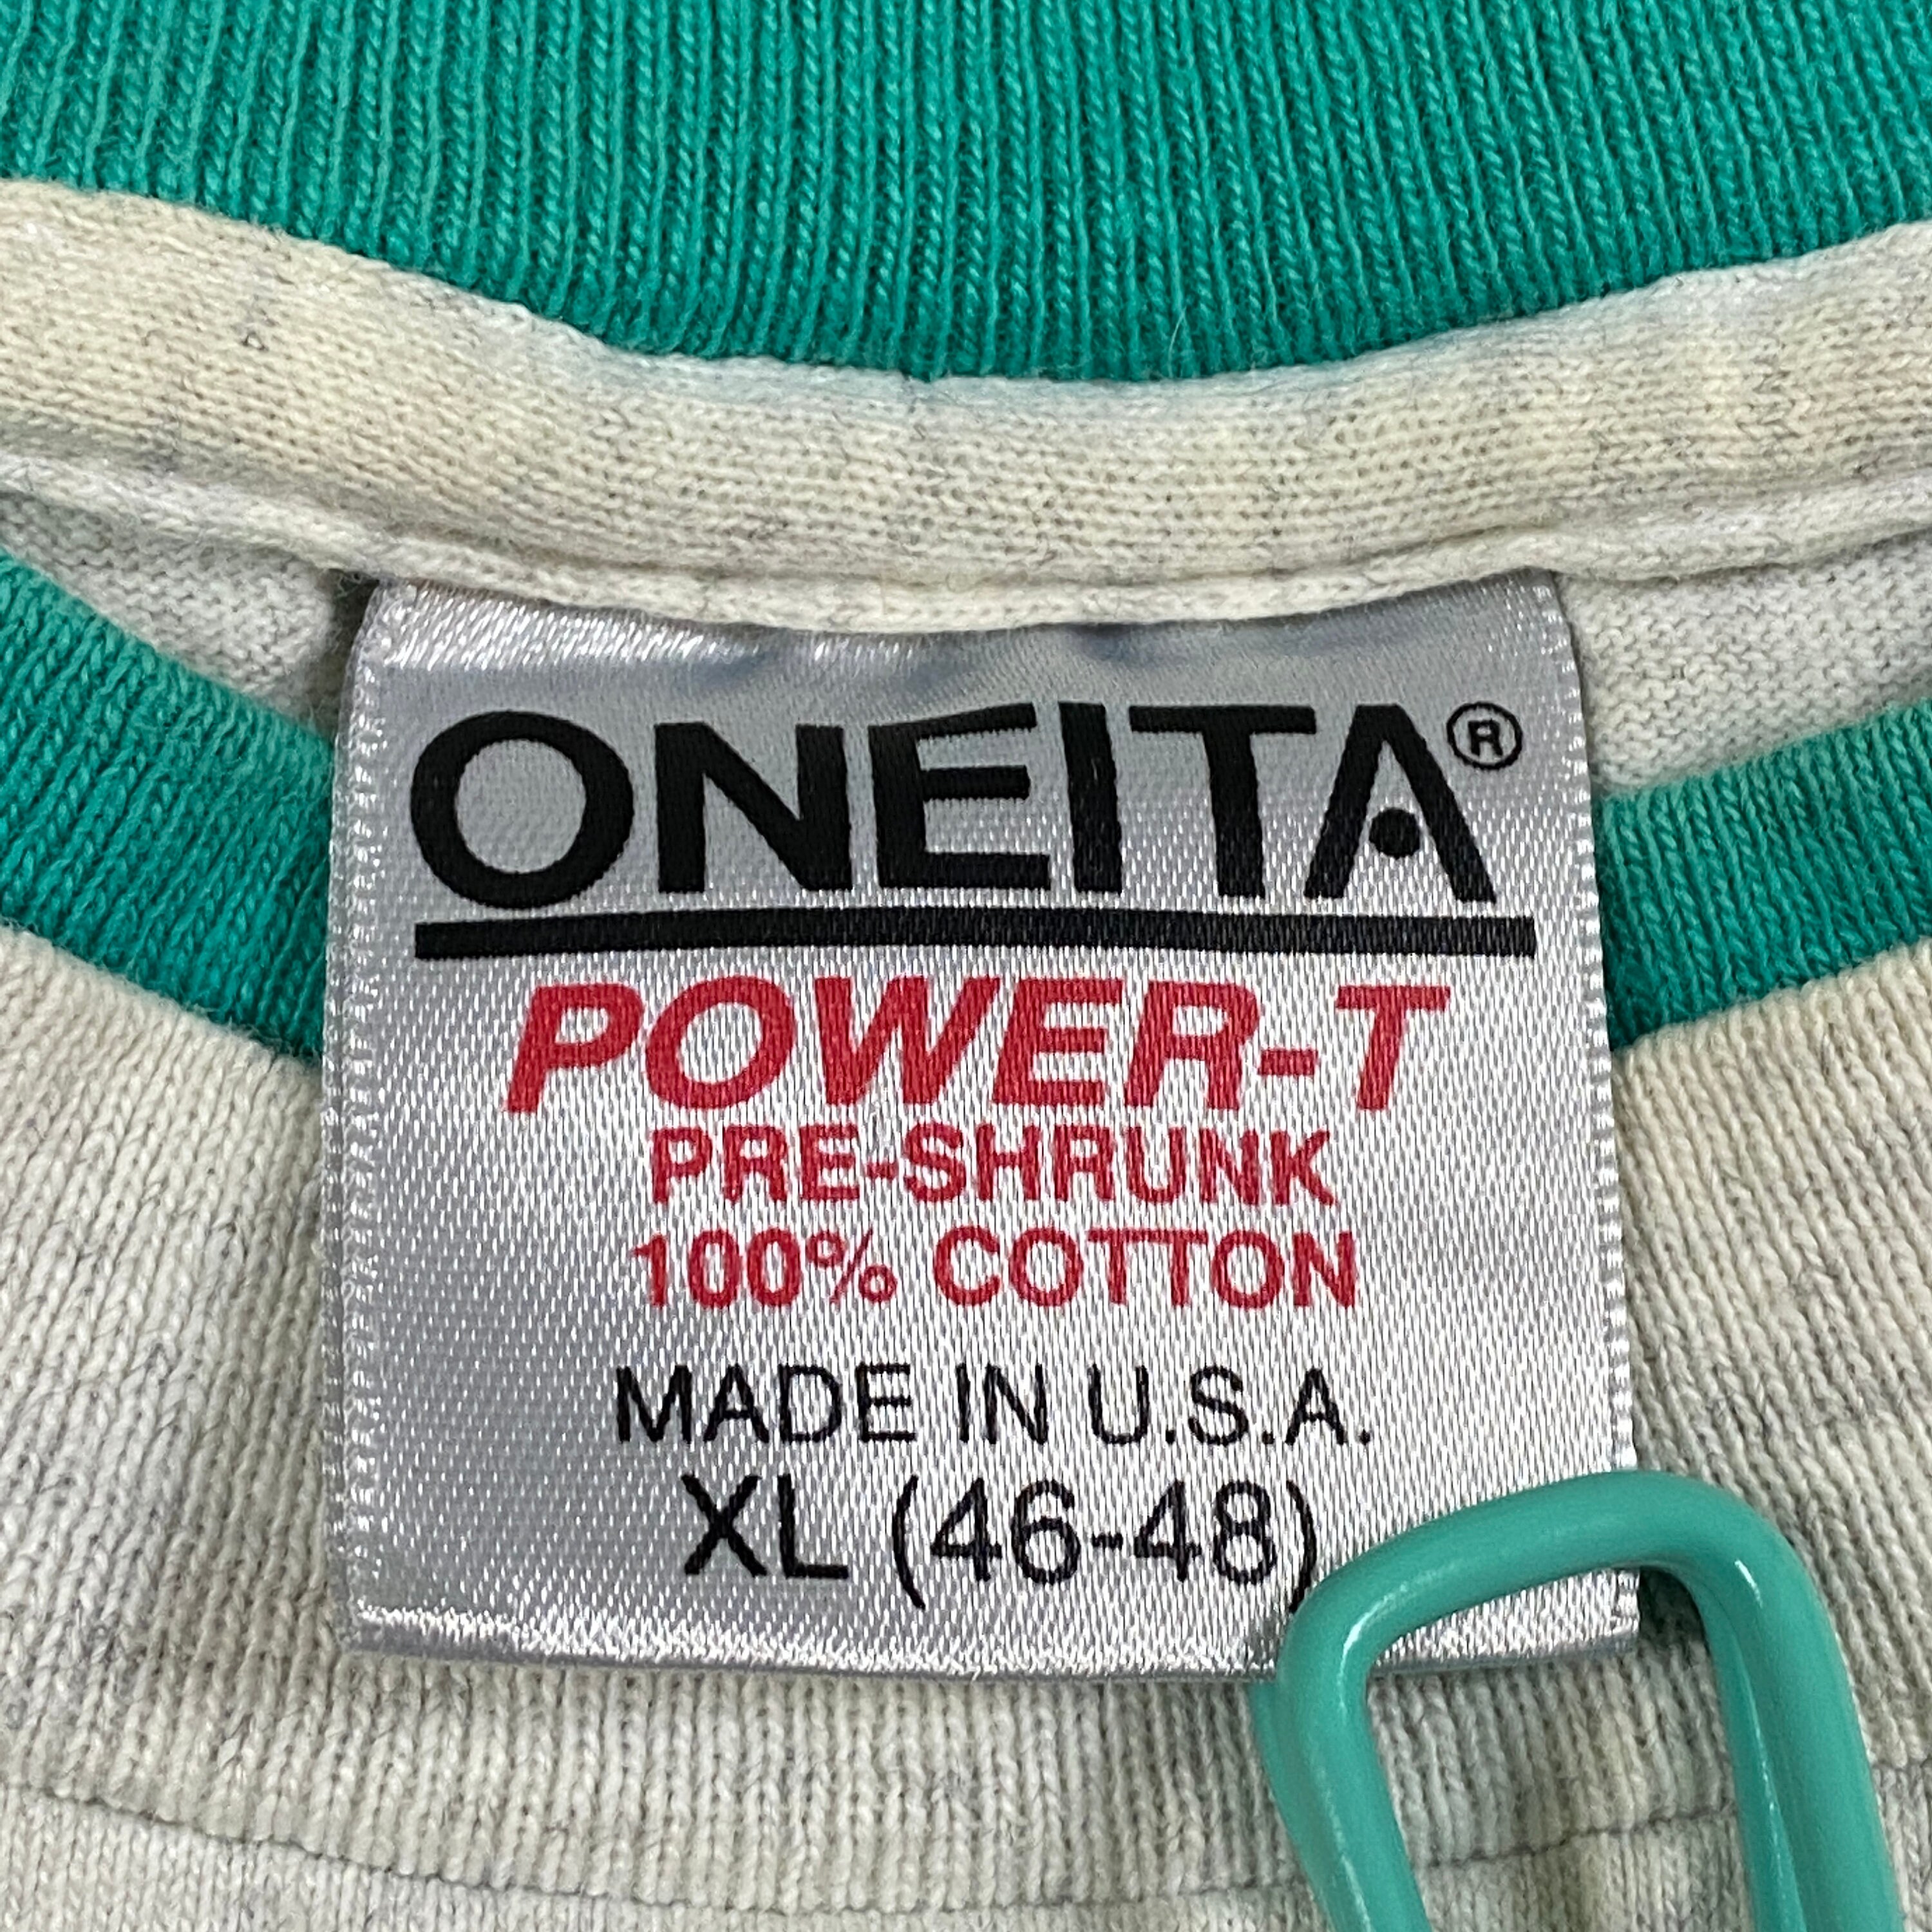 ONEITA®
POWER-T
PRE-SHRUNK
100% COTTON
MADE IN U.S.A.
XL (46-48)